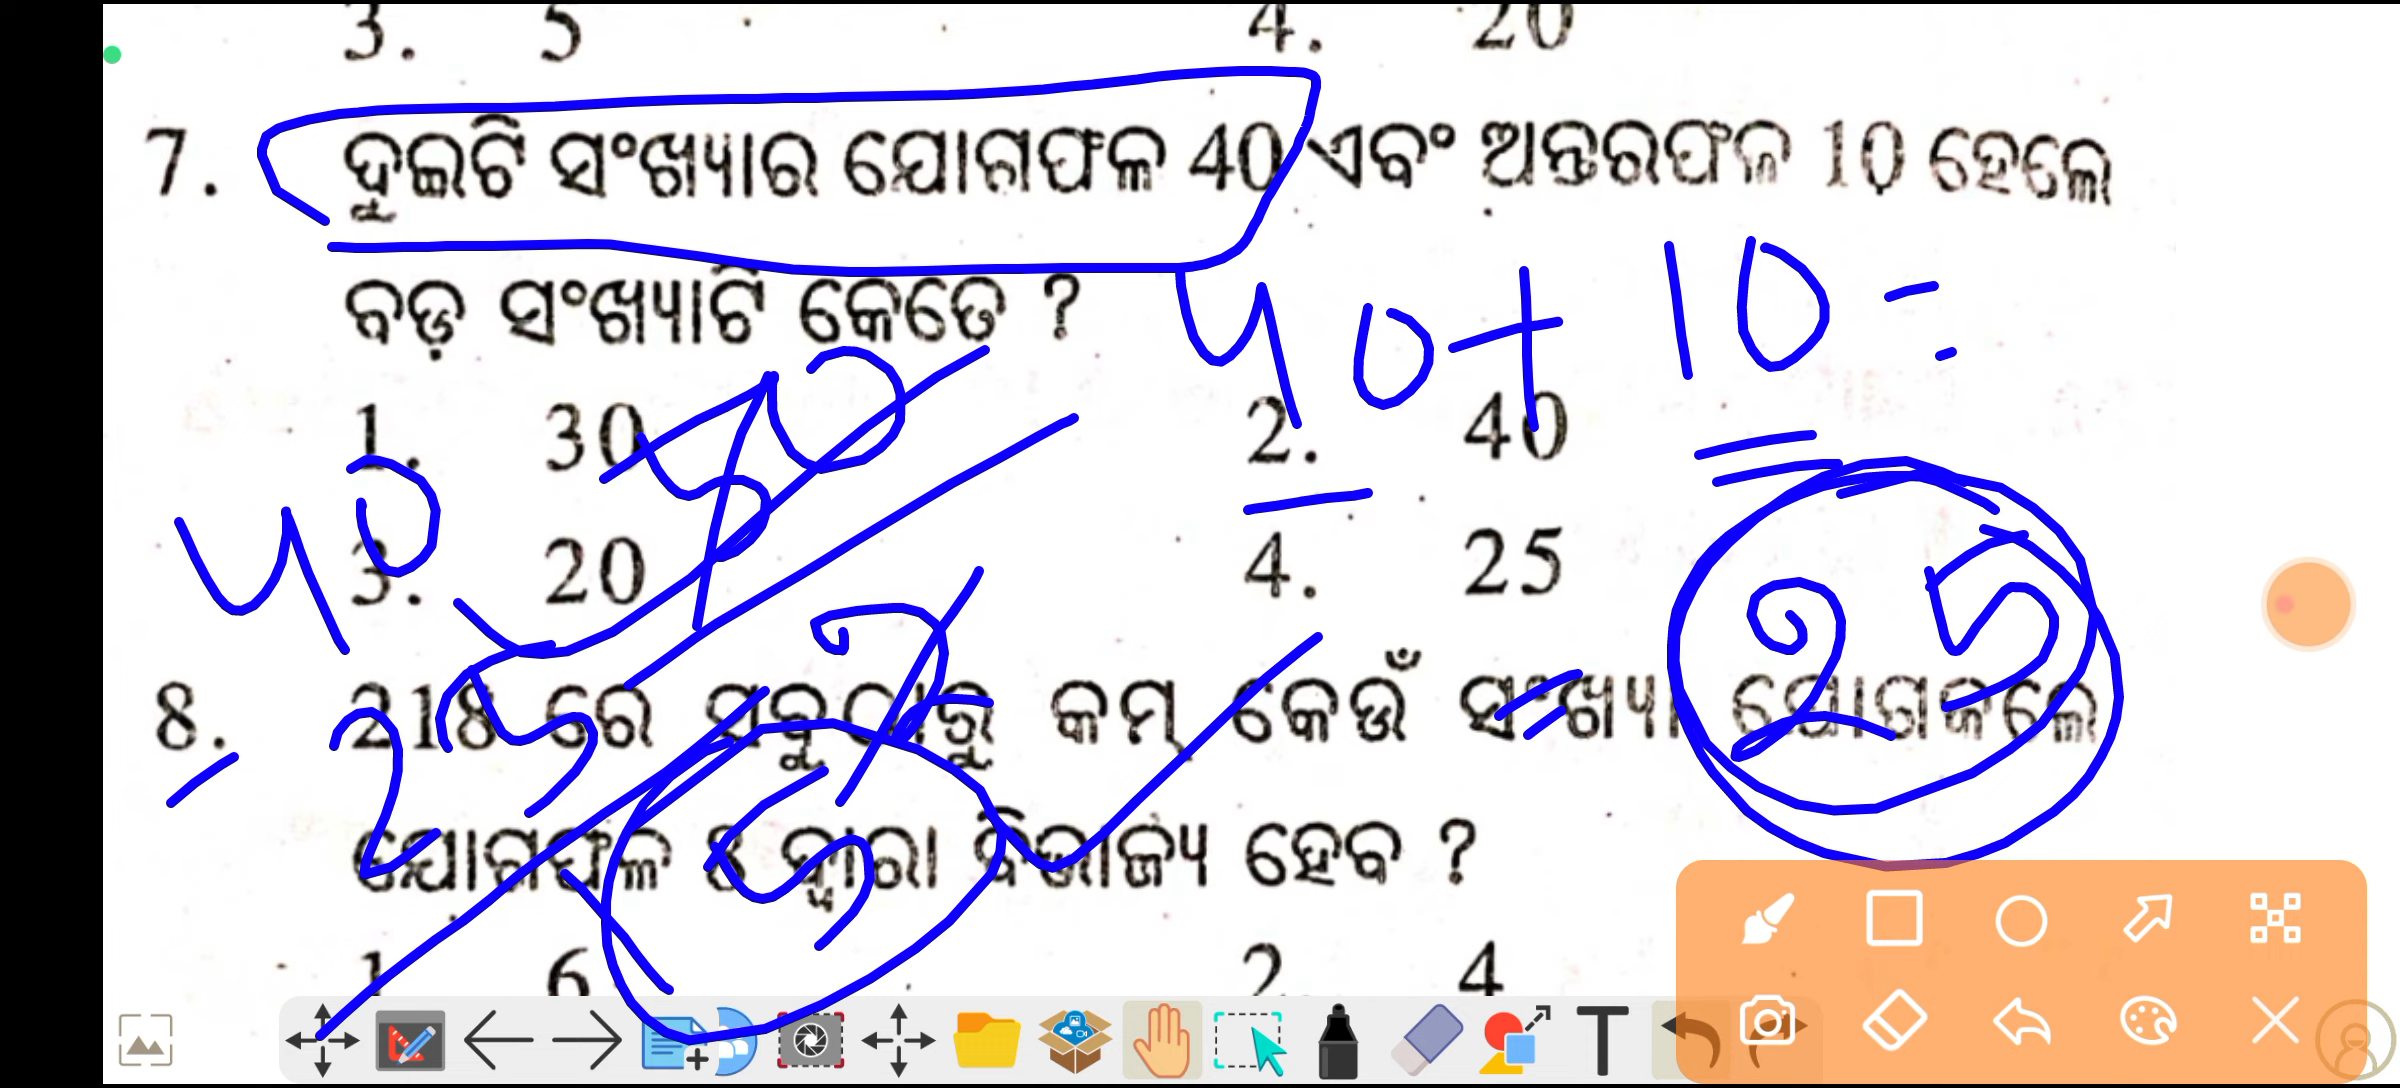 3. 5 4. 20
7. ଦୁଇଟି ସଂଖ୍ୟାର ଯୋଗଫଳ 40 ଏବଂ ଅନ୍ତରଫଳ 10 ହେଲେ
ବଡ଼ ସଂଖ୍ୟାଟି କେତେ ?
40 + 10 =
1. 30 2. 40
40
3. 20 4. 25
25
8. 218 ରେ ସବୁଠାରୁ କମ୍ କେଉଁ ସଂଖ୍ୟା ଯୋଗକଲେ
25
ଯୋଗଫଳ 8 ଦ୍ୱାରା ବିଭାଜ୍ୟ ହେବ ?
1 6 2. 4